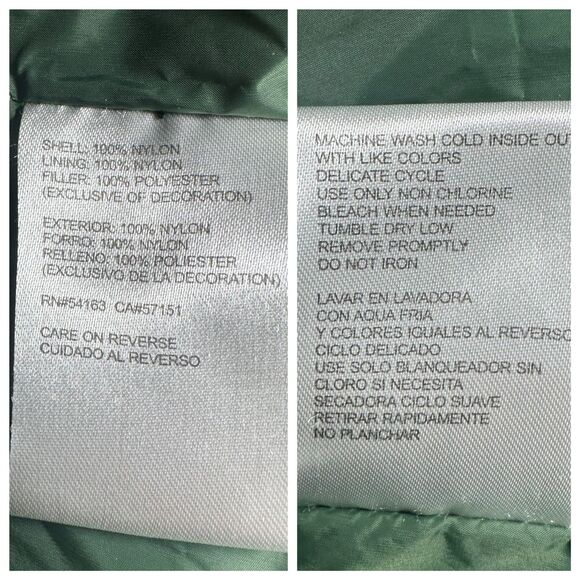 SHELL: 100% NYLON
LINING: 100% NYLON
FILLER: 100% POLYESTER
(EXCLUSIVE OF DECORATION)
EXTERIOR: 100% NYLON
FORRO: 100% NYLON
RELLENO: 100% POLIESTER
(EXCLUSIVO DE LA DECORATION)
RN#54163 CA#57151
CARE ON REVERSE
CUIDADO AL REVERSO
MACHINE WASH COLD INSIDE OUT
WITH LIKE COLORS
DELICATE CYCLE
USE ONLY NON CHLORINE
BLEACH WHEN NEEDED
TUMBLE DRY LOW
REMOVE PROMPTLY
DO NOT IRON
LAVAR EN LAVADORA
CON AQUA FRIA
Y COLORES IGUALES AL REVERSO
CICLO DELICADO
USE SOLO BLANQUEADOR SIN
CLORO SI NECESITA
SECADORA CICLO SUAVE
RETIRAR RAPIDAMENTE
NO PLANCHAR